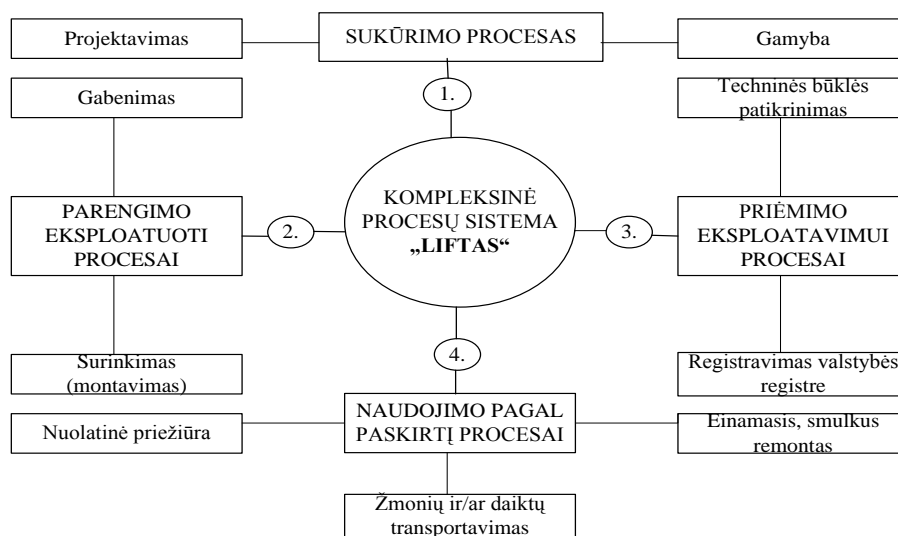 Projektavimas
SUKŪRIMO PROCESAS
Gamyba
Gabenimas
1.
Techninės būklės
patikrinimas
KOMPLEKSINĖ
PROCESŲ SISTEMA
„LIFTAS“
PARENGIMO
EKSPLOATUOTI
PROCESAI
2.
3.
PRIĖMIMO
EKSPLOATAVIMUI
PROCESAI
4.
Surinkimas
(montavimas)
Registravimas valstybės
registre
Nuolatinė priežiūra
NAUDOJIMO PAGAL
PASKIRTĮ PROCESAI
Einamasis, smulkus
remontas
Žmonių ir/ar daiktų
transportavimas